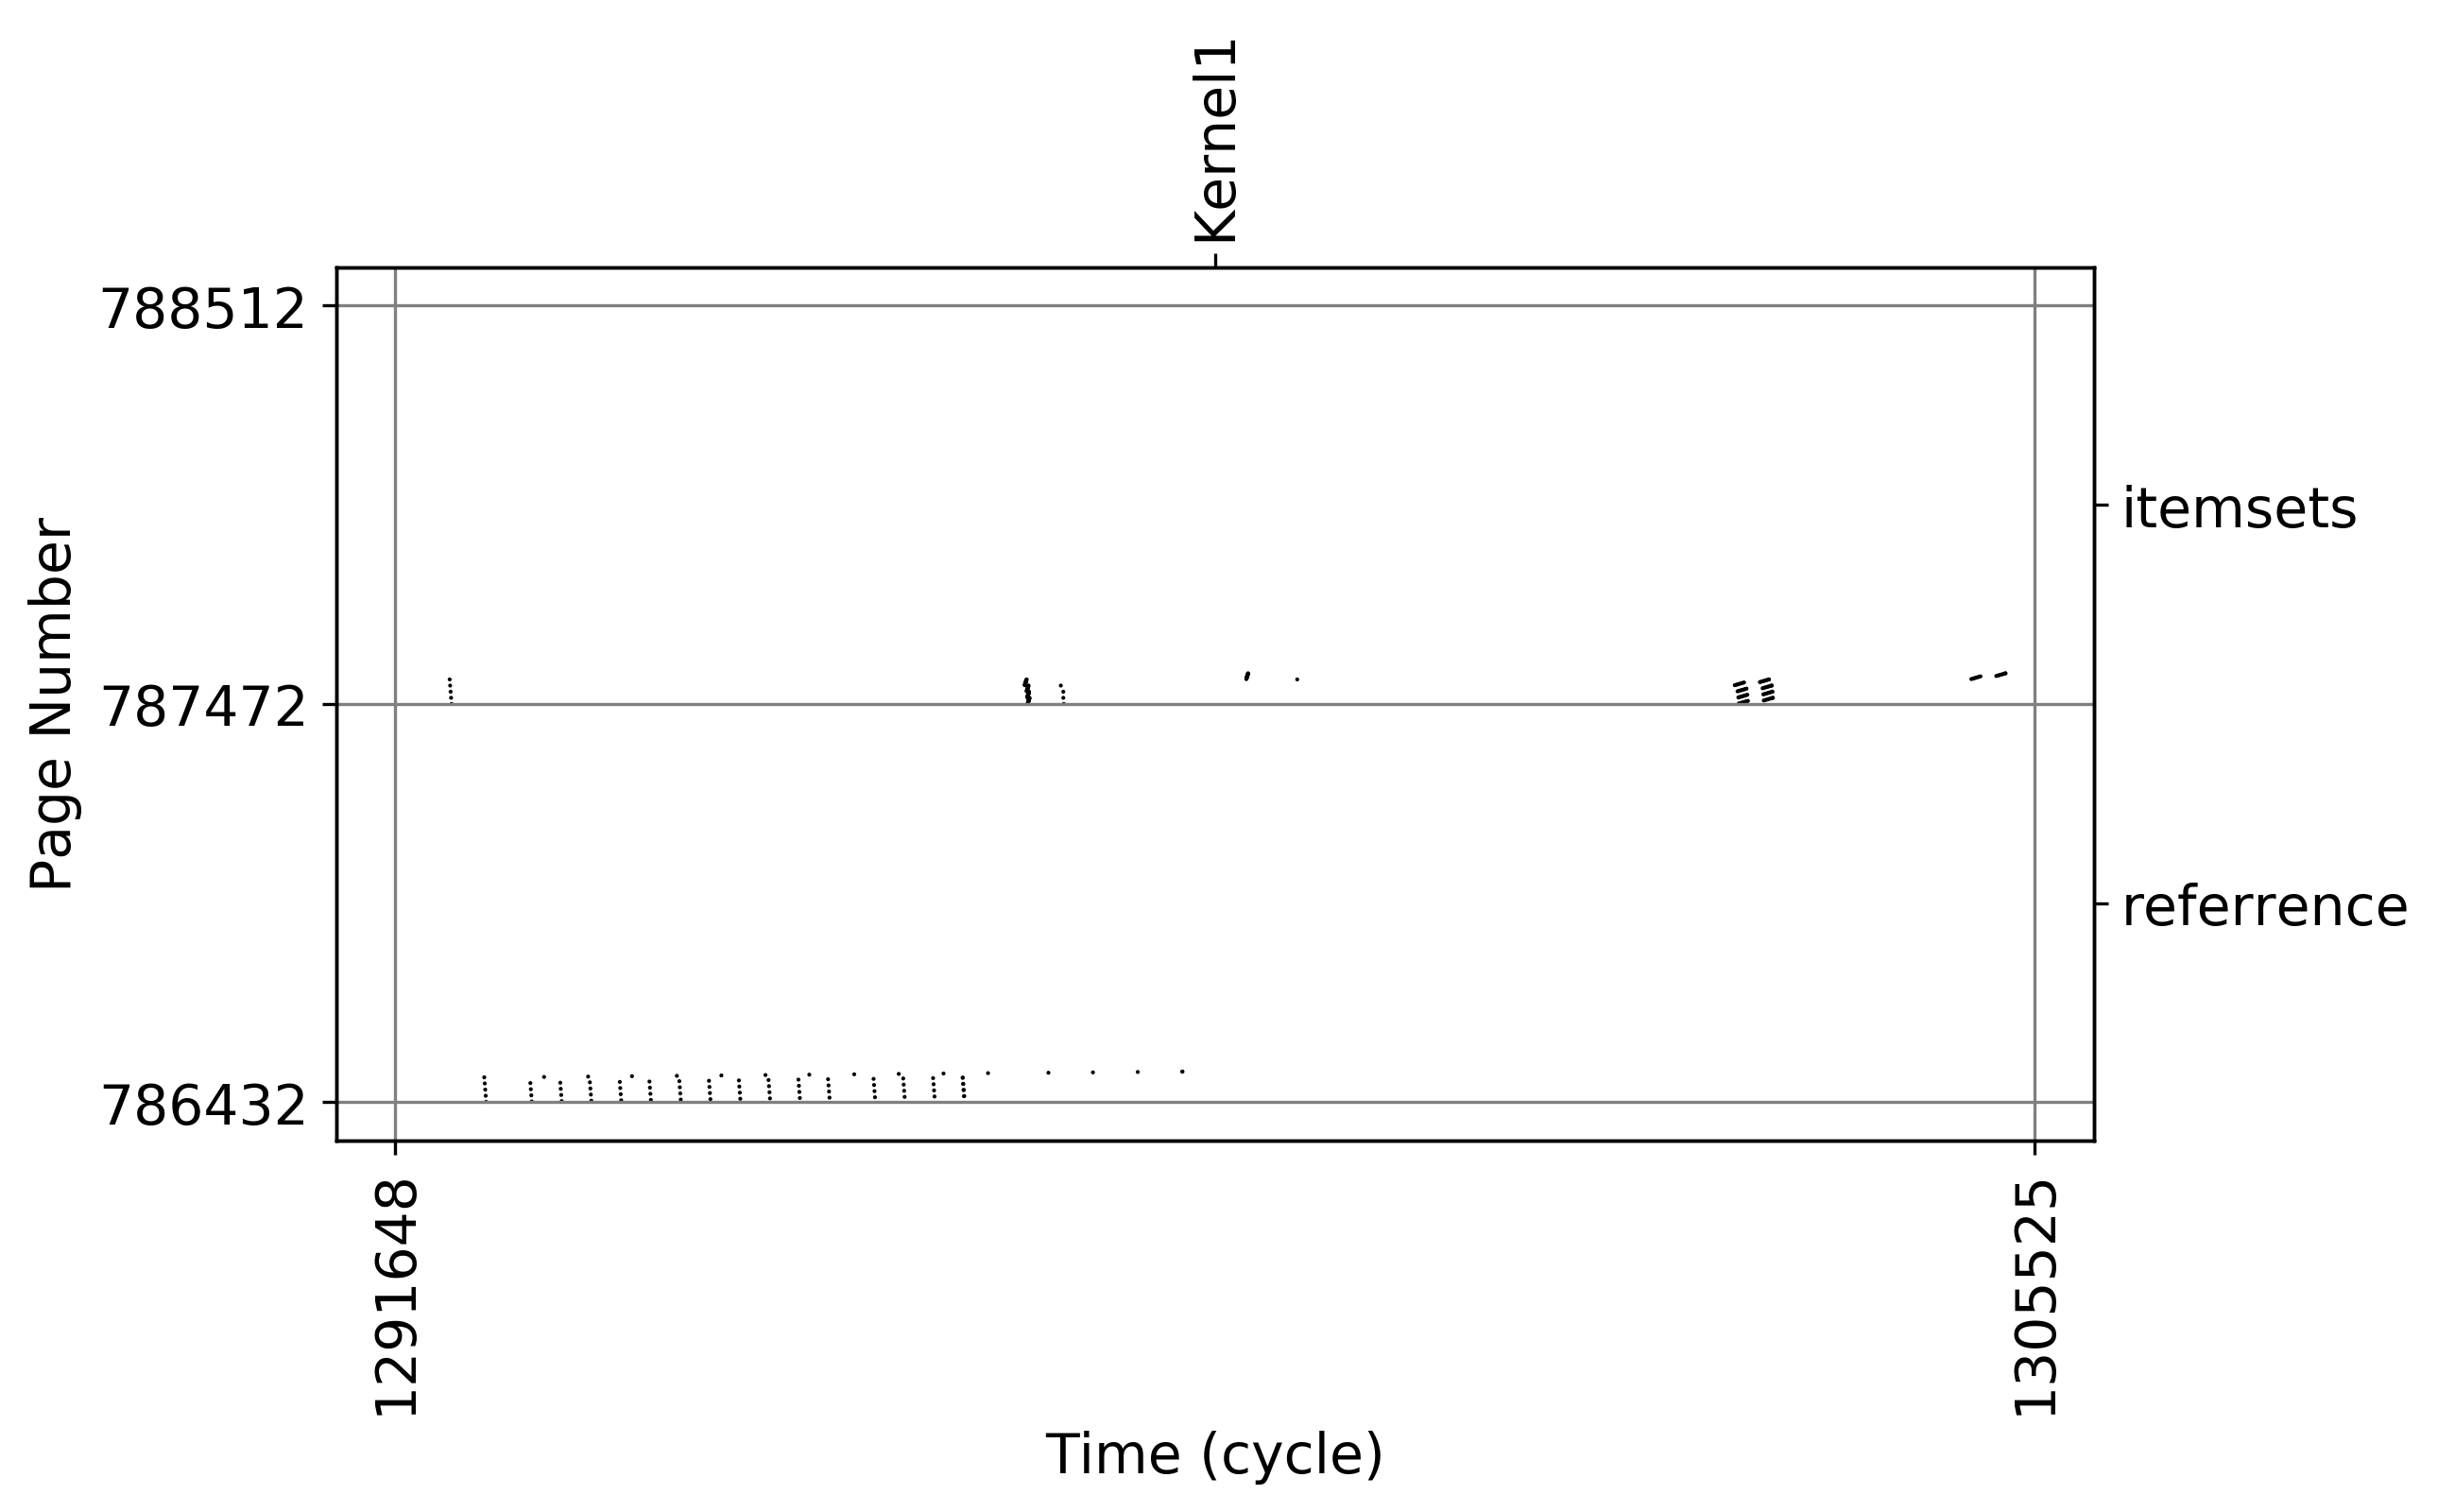 Kernel1
788512
itemsets
787472
Page Number
referrence
786432
1291648
1305525
Time (cycle)